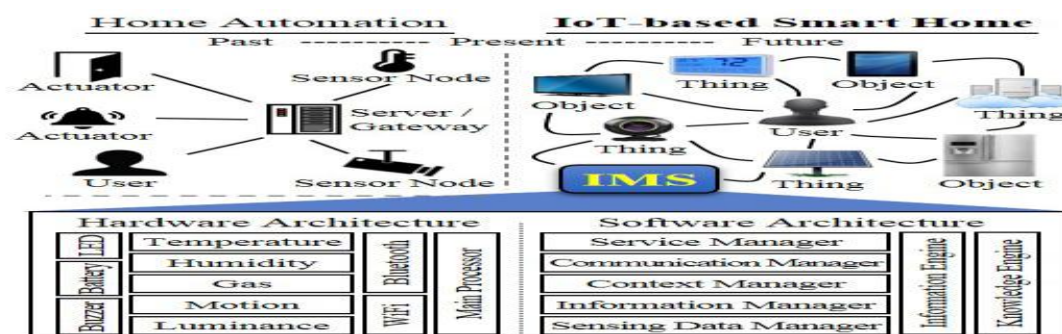 Home Automation
IoT-based Smart Home
Past ---------- Present ---------- Future
Actuator
Sensor Node
Actuator
Server /
Gateway
User
Sensor Node
72
Object
Thing
Object
Thing
Thing
User
Thing
Object
IMS
Hardware Architecture
LHD
Battery
Buzzer
Temperature
Humidity
Gas
Motion
Luminance
Bluetooth
WiFi
Main Processor
Software Architecture
Service Manager
Communication Manager
Context Manager
Information Manager
Sensing Data Manager
Information Engine
Knowledge Engine